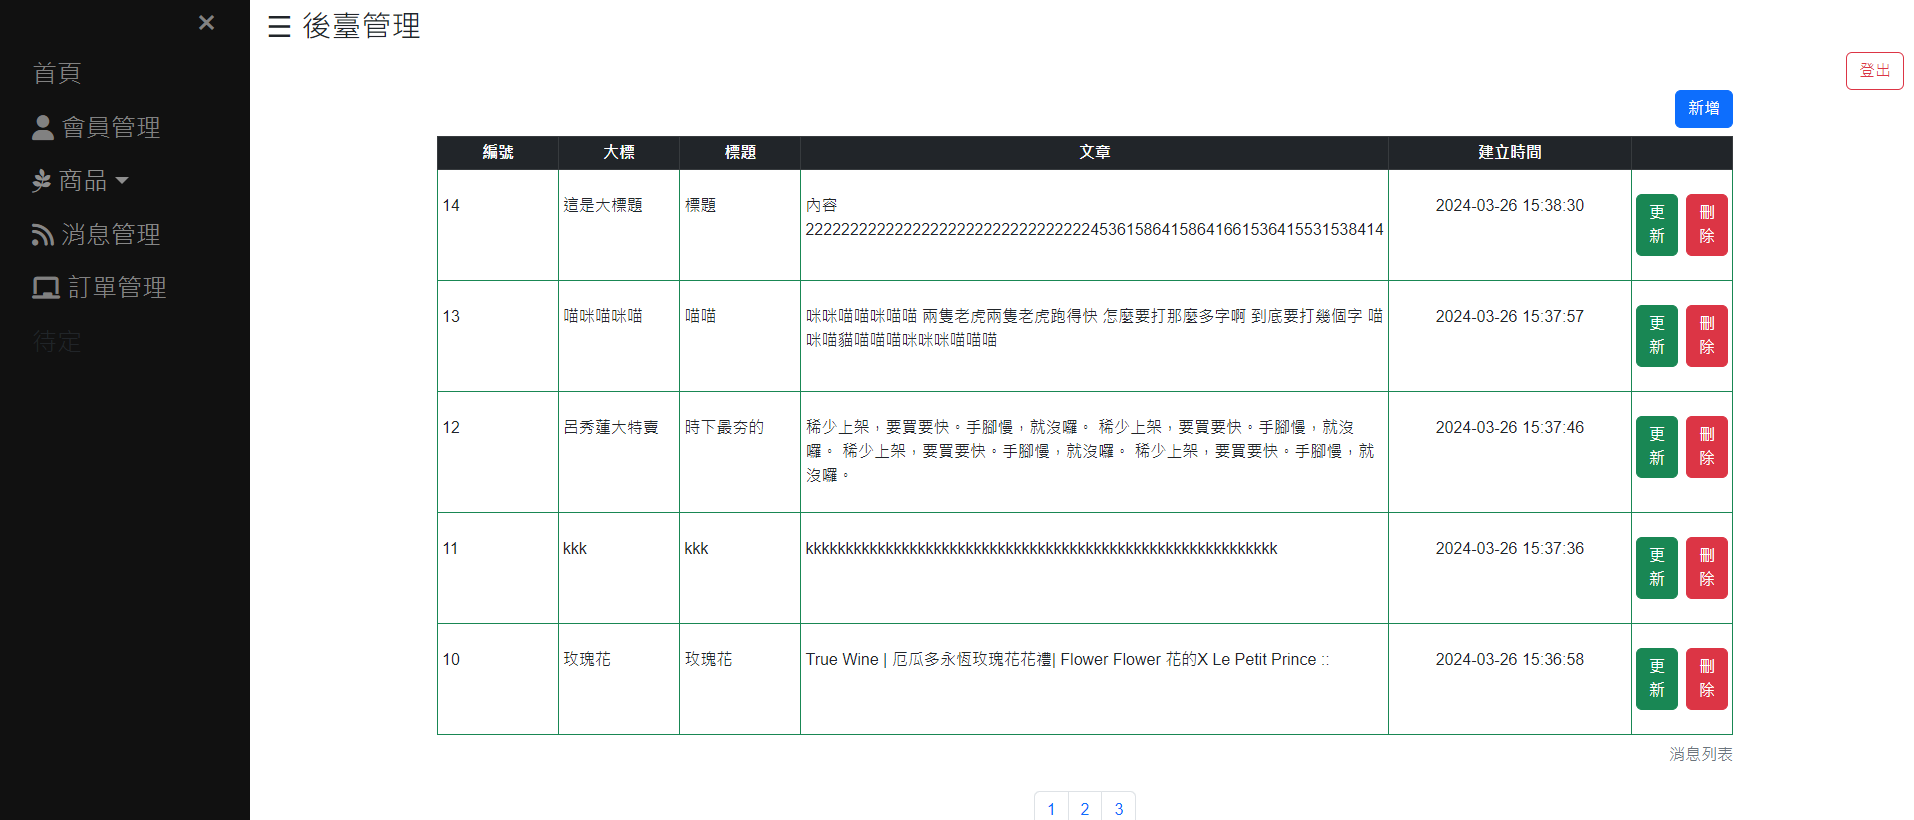 ×
首頁
會員管理
商品
消息管理
訂單管理
待定
☰ 後臺管理
登出
新增
編號 大標 標題 文章 建立時間
14 這是大標題 標題 內容 2024-03-26 15:38:30 更新 刪除
222222222222222222222222222222222453615864158641661536415531538414
13 喵咪喵咪喵 喵喵 咪咪喵喵咪喵喵 兩隻老虎兩隻老虎跑得快 怎麼要打那麼多字啊 到底要打幾個字 喵 2024-03-26 15:37:57 更新 刪除
咪喵貓喵喵喵咪咪咪喵喵喵
12 呂秀蓮大特賣 時下最夯的 稀少上架，要買要快。手腳慢，就沒囉。 稀少上架，要買要快。手腳慢，就沒 2024-03-26 15:37:46 更新 刪除
囉。 稀少上架，要買要快。手腳慢，就沒囉。 稀少上架，要買要快。手腳慢，就
沒囉。
11 kkk kkk kkkkkkkkkkkkkkkkkkkkkkkkkkkkkkkkkkkkkkkkkkkkkkkkkkkkkkkkkkk 2024-03-26 15:37:36 更新 刪除
10 玫瑰花 玫瑰花 True Wine | 厄瓜多永恆玫瑰花花禮| Flower Flower 花的X Le Petit Prince :: 2024-03-26 15:36:58 更新 刪除
消息列表
1 2 3